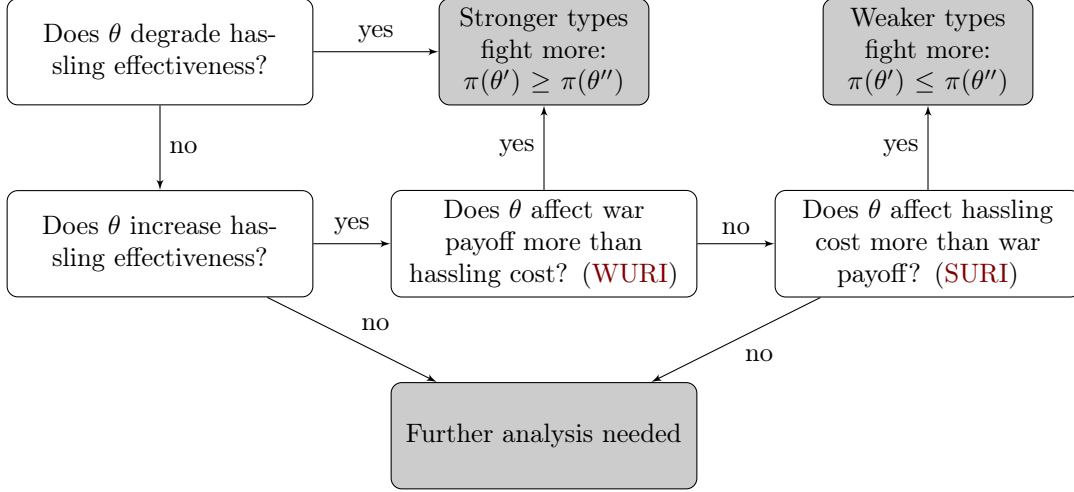 Does θ degrade has-
sling effectiveness?
yes
Stronger types
fight more:
π(θ′) ≥ π(θ′′)
Weaker types
fight more:
π(θ′) ≤ π(θ′′)
no
yes
yes
Does θ increase has-
sling effectiveness?
yes
Does θ affect war
payoff more than
hassling cost? (WURI)
no
Does θ affect hassling
cost more than war
payoff? (SURI)
no
no
Further analysis needed